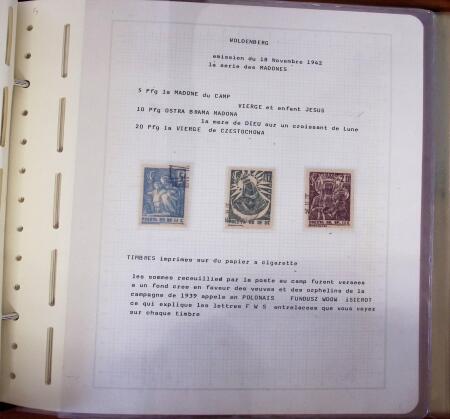 WOLDENBERG
emission du 18 Novembre 1942
la serie des MADONES
5 Pfg la MADONE du CAMP
VIERGE et enfant JESUS
10 Pfg OSTRA BRAMA MADONA
la mere de DIEU sur un croissant de Lune
20 Pfg la VIERGE de CZESTOCHOWA
TIMBRES imprimes sur du papier a cigarette
les sommes receuillied par la poste au camp furent versees
a un fond cree en faveur des veuves et des orphelins de la
campagne de 1939 appele en POLONAIS FUNDUSZ WDOW iSIEROT
ce qui explique les lettres F W S entrelacees que vous voyez
sur chaque timbre